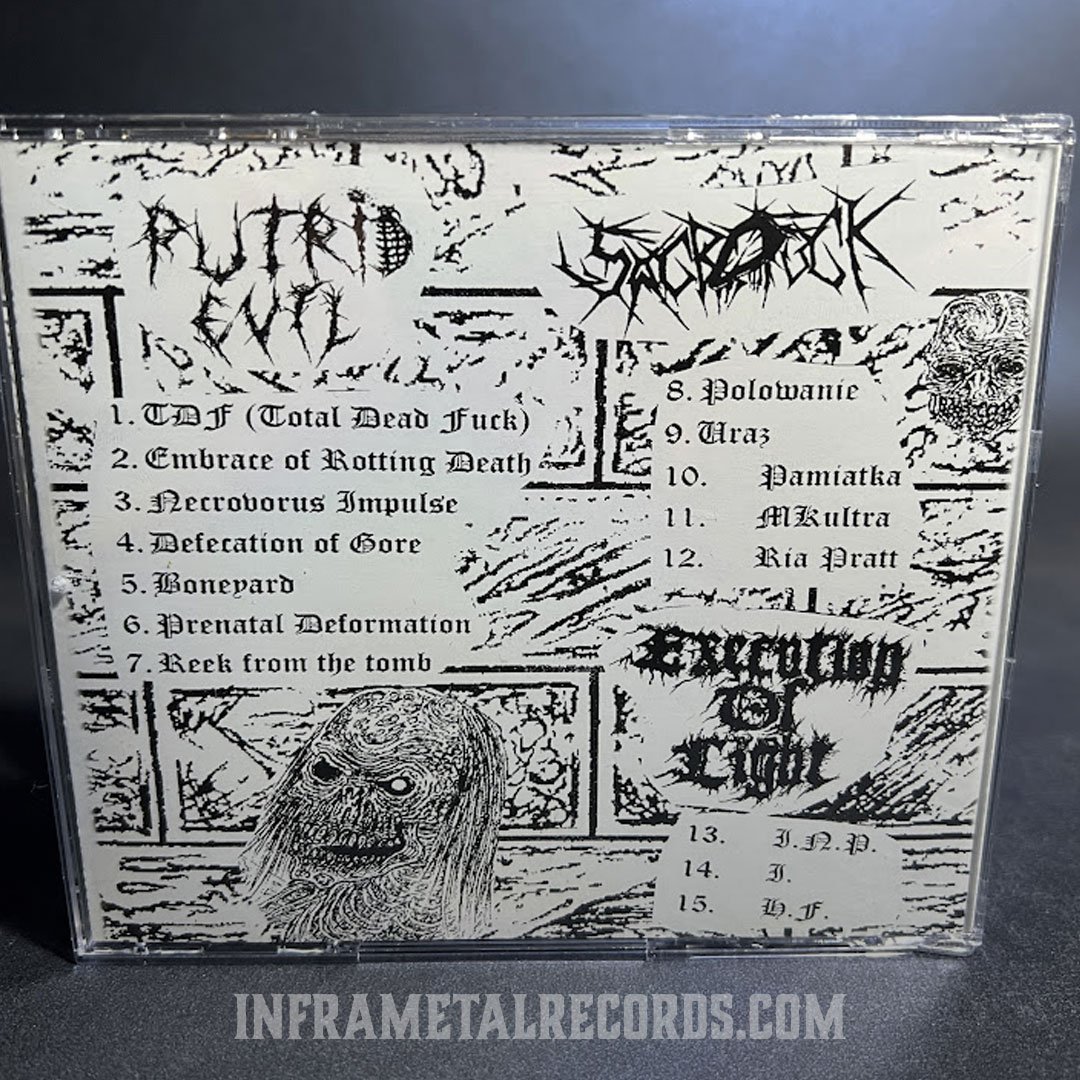 PUTRID
EVIL
1. TDF (Total Dead Fuck)
2. Embrace of Rotting Death
3. Necrovorus Impulse
4. Defecation of Gore
5. Boneyard
6. Prenatal Deformation
7. Reek from the tomb
SACROFUCK
8. Polowanie
9. Uraz
10. Pamiatka
11. MKultra
12. Ria Pratt
Execution
Of
Light
13. I.N.P.
14. I.
15. H.F.
INFRAMETALRECORDS.COM